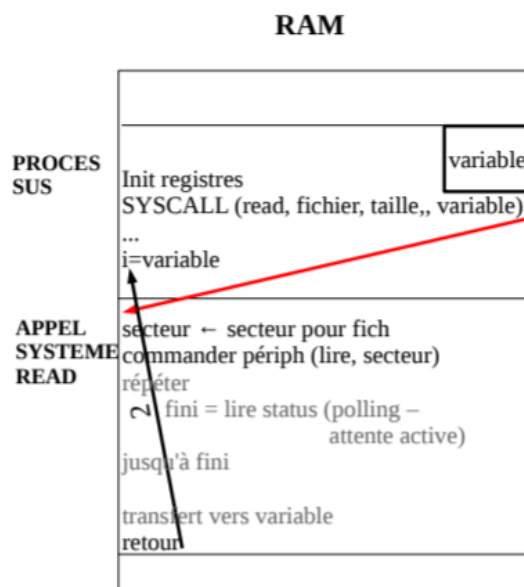 RAM
PROCES
SUS
variable
Init registres
SYSCALL (read, fichier, taille,, variable)
...
i=variable
APPEL
SYSTEME
READ
secteur ← secteur pour fich
commander périph (lire, secteur)
répéter
2 fini = lire status (polling –
attente active)
jusqu'à fini
transfert vers variable
retour